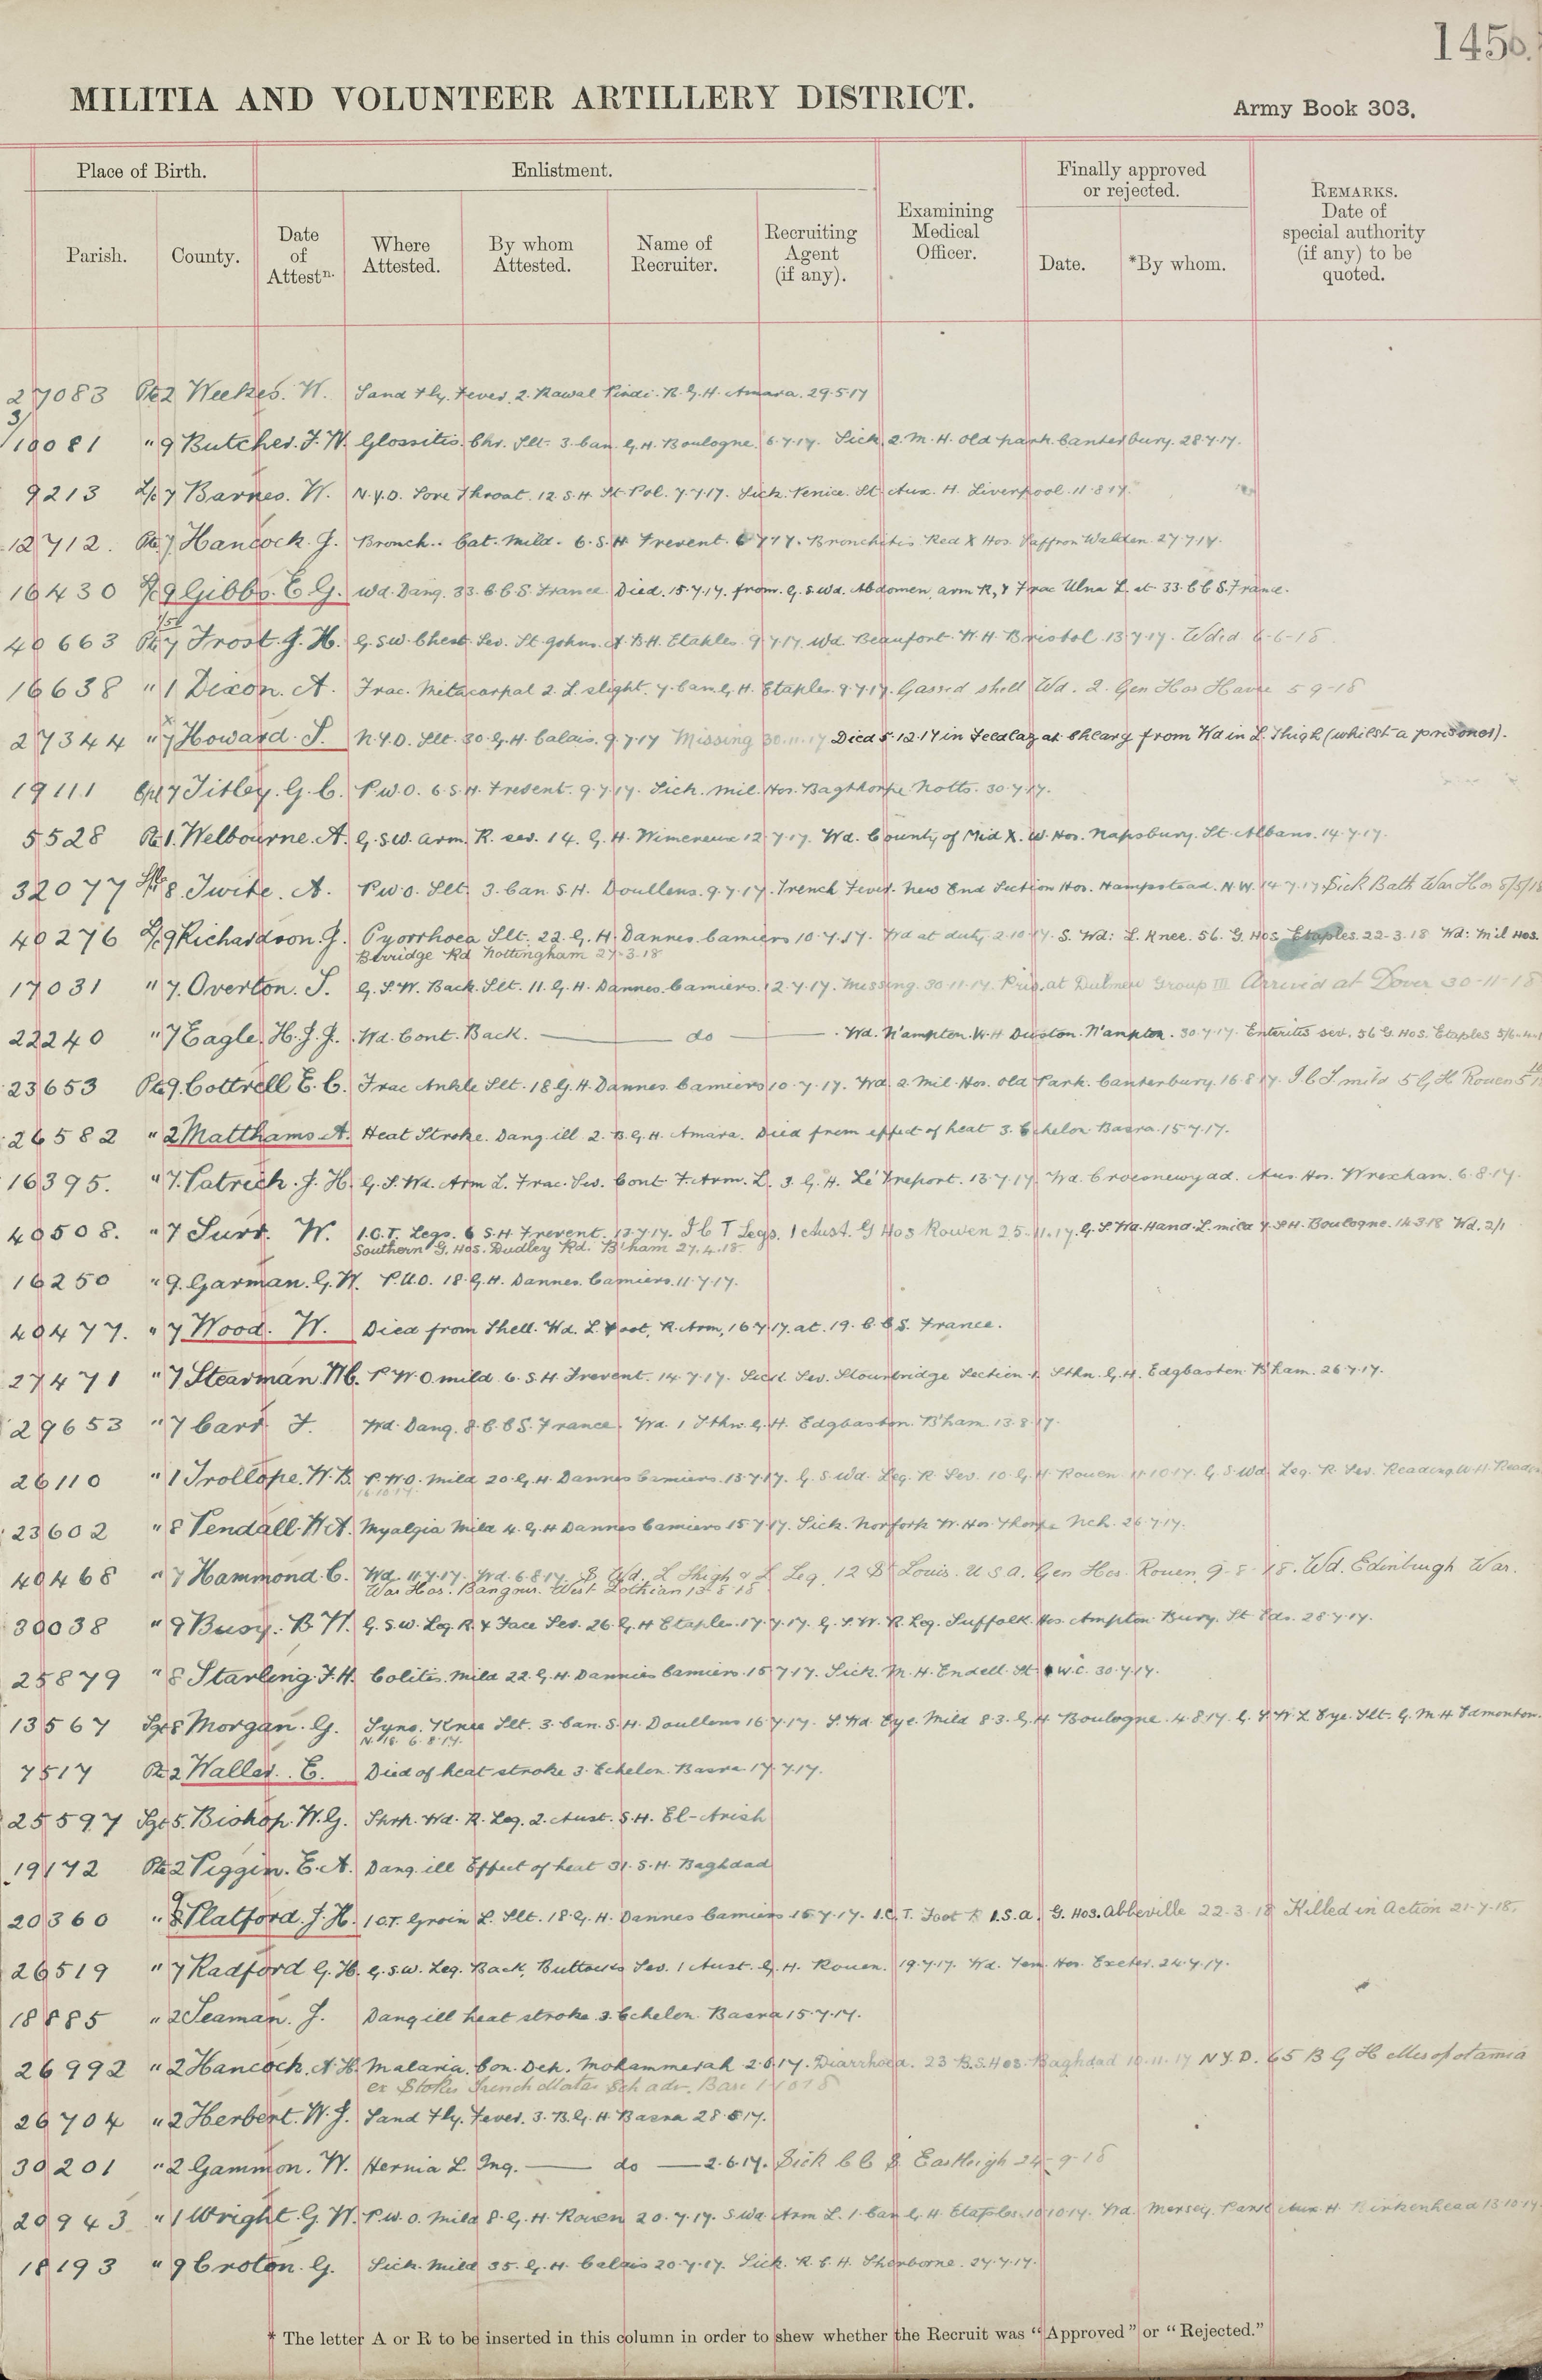 145
MILITIA AND VOLUNTEER ARTILLERY DISTRICT.
Army Book 303.
Place of Birth.
Enlistment.
Finally approved or rejected.
REMARKS. Date of special authority (if any) to be quoted.
Parish.
County.
Date of Attestn.
Where Attested.
By whom Attested.
Name of Recruiter.
Recruiting Agent (if any).
Examining Medical Officer.
Date.
*By whom.
27083 Pte 2 Weekes. W. Sand Fly. Fever. 2. Rawal Pindi. B. G. H. Amara. 29.5.17
3/10081 " 9 Butcher. F. W. Glossitis. Chr. Slt. 3. Can. G. H. Boulogne. 6.7.17. Sick. 2. M. H. Old park. Canterbury. 28.7.17.
9213 L/c 7 Barnes. W. N.Y.D. Sore Throat. 12. S. H. St. Pol. 7.7.17. Sick. Venice. St. Aux. H. Liverpool. 11.8.17.
12712. Pte 7 Hancock. J. Bronch. Cat. Mild. 6. S. H. Frevent. 6.7.17. Bronchitis. Red X Hos. Saffron Walden. 27.7.17.
16430 L/c 9 Gibbs. E. G. Wd. Dang. 33. C. C. S. France. Died. 15.7.17. from. G. S. Wd. Abdomen, arm R, & Frac Ulna L. at 33. C C S. France.
40663 Pte 7 Frost. J. H. G. S. W. Chest. Sev. St. Johns. A. B. H. Etaples. 9.7.17. Wd. Beaufort. W. H. Bristol. 13.7.17. 6-6-18
16638 " 1 Dixon. A. Frac. Metacarpal 2. L. slight. 7. Can. G. H. Etaples. 9.7.17. Gassed shell Wd. 2. Gen Hos Havre 5 9-18
27344 " 7 Howard. S. N.Y.D. Slt. 30. G. H. Calais. 9.7.17 Missing 30.11.17 Died 5.12.17 in at from Wd in L. Thigh (whilst a prisoner).
19111 Cpl 7 Titley. G. C. P.U.O. 6. S. H. Frevent. 9.7.17. Sick. Mil. Hos. Bagthorpe Notts. 30.7.17.
5528 Pte 1. Welbourne. A. G. S. W. Arm. R. sev. 14. G. H. Wimereux 12.7.17. Wd. County of Mid X. W. Hos. Napsbury. St. Albans. 14.7.17.
32077 8. Twite. A. P.U.O. Slt. 3. Can. S. H. Doullens. 9.7.17. Trench Fever. New End Section Hos. Hampstead. N.W. 14.7.17 Sick Bath War Hos 8/5/18
40276 L/c 9 Richardson. J. Pyorrhoea Slt. 22. G. H. Dannes. Camiers 10.7.17. Wd at duty 2.10.17. S. Wd: L. Knee. 56. G. Hos Etaples. 22-3.18 Wd: Mil Hos.
Berridge Rd Nottingham 27-3.18
17031 " 7. Overton. S. G. S. W. Back. Slt. 11. G. H. Dannes. Camiers. 12.7.17. Missing. 30.11.17. Pris. at Dulmen Group III Arrived at Dover 30-11-18
22240 " 7 Eagle. H. J. J. Wd. Cont. Back. do Wd. N'ampton. W. H Duston. N'ampton. 30.7.17. Enteritis sev. 56 G. Hos. Etaples
23653 Pte 9. Cottrell E. C. Frac Ankle Slt. 18 G. H. Dannes. Camiers 10.7.17. Wd. 2. Mil. Hos. Old Park. Canterbury. 16.8.17. I C T mild 5 G H Rouen
26582 " 2 Matthams. A. Heat Stroke. Dang. ill 2. B. G. H. Amara. Died from effect of heat 3. Echelon. Basra. 15.7.17.
16395. " 7. Patrick. J. H. G. S. Wd. Arm L. Frac. Sev. Cont. F. Arm. L. 3. G. H. Le Treport. 13.7.17. Wd. Croesnewyad. Aux. Hos. Wrexham. 6.8.17.
40508. " 7 Surr. W. I.C.T. Legs. 6 S. H. Frevent. 13.7.17. I C T Legs. 1 Aust. G Hos Rouen 25.11.17. G. S. Wd. Hand. L. mild 7. S H. Boulogne. 14.3.18 Wd. 2/1
Southern G. Hos. Dudley Rd. B'ham 27.4.18
16250 " 9. Garman. G. W. P.U.O. 18. G. H. Dannes. Camiers. 11.7.17.
40477. " 7 Wood. W. Died from Shell. Wd. L. Foot, R. Arm, 16.7.17. at. 19. C. C. S. France.
27471 " 7 Stearman P.U.O mild 6. S. H. Frevent. 14.7.17. Sick Sev. Stourbridge Section 1. Sthn. G. H. Edgbaston. B'ham. 26.7.17.
29653 " 7 Carr F. Wd. Dang. 8. C. C S. France. Wd. 1 Sthn. G. H. Edgbaston. B'ham. 13.8.17.
26110 " 1 Trollope. W. B. P.U.O. Mild 20. G. H. Dannes Camiers. 13.7.17. G. S Wd. Leg. R. Sev. 10. G. H Rouen 11.10.17. G. S. Wd. Leg. R. Sev. Reading. W. H. Reading
16.10.17.
23602 " 8 Pendall. W. A. Myalgia Mild 4. G. H Dannes Camiers 15.7.17. Sick. Norfolk W. Hos. Thorpe Nch. 26.7.17.
40468 " 7 Hammond. C. Wd. 11.7.17. Wd. 6.8.17. S Wd. L Thigh & L Leg. 12 St Louis. U.S.A. Gen Hos. Rouen. 9-8-18. Wd. Edinburgh War.
War Hos. Bangour. West Lothian 13-8-18
30038 " 9 Busy. B. W. G. S. W. Leg. R. & Face Sev. 26. G. H Etaples. 17.7.17. G. S. W. R. Leg. Suffolk. Hos. Ampton. Bury. St Eds. 28.7.17.
25879 " 8 Starling. F. H. Colitis. Mild 22. G. H. Dannes Camiers. 15.7.17. Sick. M. H. Endell. St W.C. 30.7.17.
13567 Sgt 8 Morgan. G. Syno. Knee Slt. 3. Can. S. H. Doullens 16.7.17. S. Wd. Eye. Mild 83. G. H Boulogne. 4.8.17. G. S W L Eye. Slt. G. M H Edmonton.
N. 18. 6.8.17.
7517 Pte 2 Waller. E. Died of heat stroke 3. Echelon. Basra 17.7.17.
25597 Sgt 5. Bishop. W. G. Shrp. Wd. R. Leg. 2. Aust. S. H. El-Arish
19172 Pte 2 Piggin. E. A. Dang. ill Effect of heat 31. S. H. Baghdad
20360 " 9 Platford. J. H. I C T. Groin L. Slt. 18. G. H. Dannes Camiers 15.7.17. I.C.T. Foot R 1. S. A. G. Hos. Abbeville 22-3-18 Killed in Action 21-7-18.
26519 " 7 Radford G. H. G. S. W. Leg. Back, Buttocks Sev. 1 Aust. G. H. Rouen. 19.7.17. Wd. Tem. Hos. Exeter. 24.7.17.
18885 " 2 Seaman. J. Dang ill heat stroke 3. Echelon. Basra 15.7.17.
26992 " 2 Hancock. A. H. Malaria. Con. Dep. Mohammerah 2.6.17. Diarrhoea. 23 B. S. Hos. Baghdad 10.11.17 N.Y.D. 65 B G H Mesopotamia
ex Stokes Trench Mortar Sch adv. Base
26704 " 2 Herbert. W. J. Sand Fly. Fever. 3. B. G. H. Basra 28.5.17.
30201 " 2 Gammon. W. Hernia L. Ing. do 2.6.17. Sick C C S Eastleigh 24-9-18
20943 " 1 Wright. G. W. P.U.O. Mild 8. G. H. Rouen 20.7.17. S Wd Arm L. 1. Can G. H. Etaples. 10.10.17. Wd. Mersey. Park Aux. H. Birkenhead 13.10.17
18193 " 9 Croton. G. Sick. Mild 35. G. H. Calais 20.7.17. Sick. R. C. H. Sherborne. 24.7.17.
* The letter A or R to be inserted in this column in order to shew whether the Recruit was "Approved" or "Rejected."